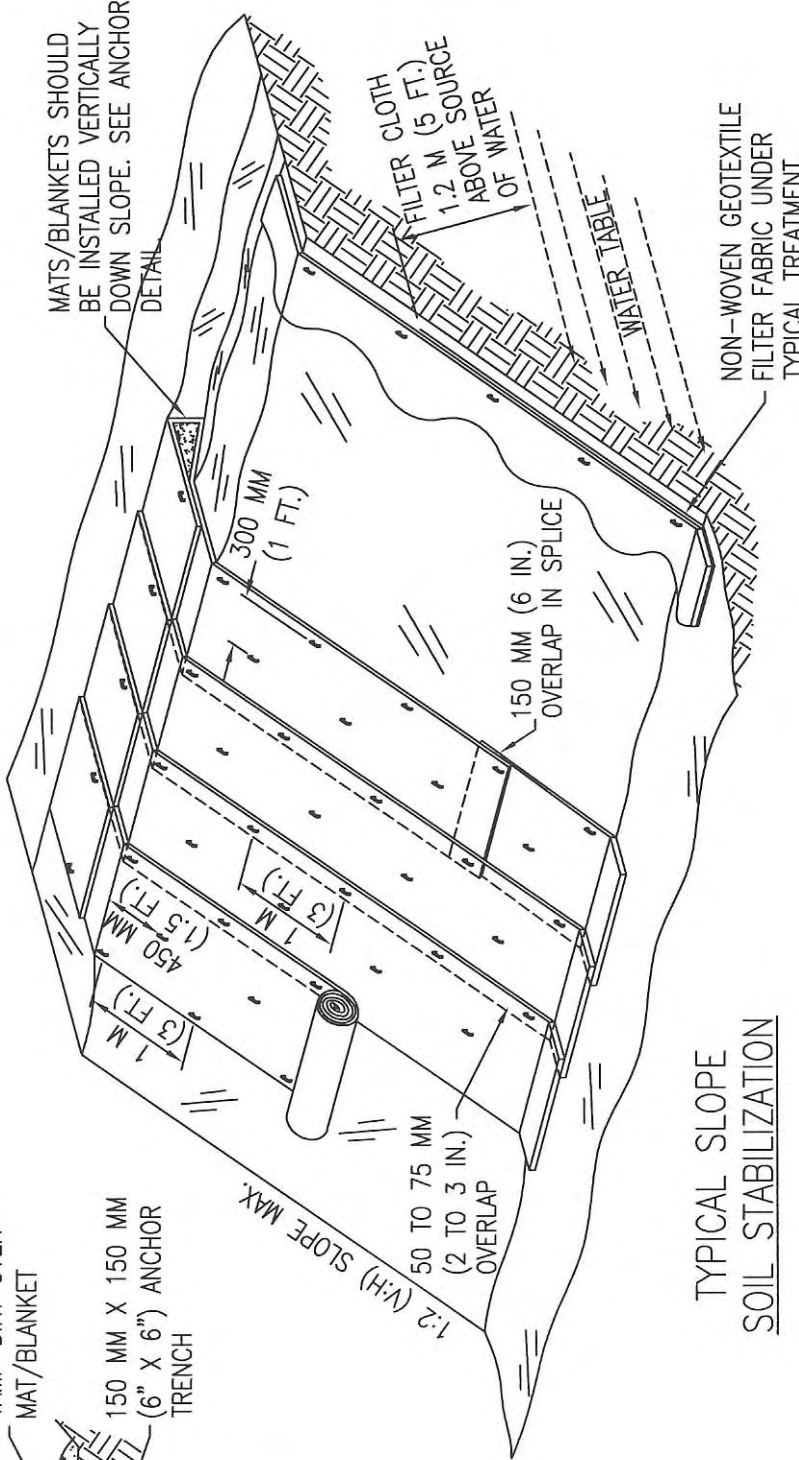 MAT/BLANKET
150 MM X 150 MM
(6" X 6") ANCHOR
TRENCH
MATS/BLANKETS SHOULD
BE INSTALLED VERTICALLY
DOWN SLOPE. SEE ANCHOR
DETAIL.
FILTER CLOTH
1.2 M (5 FT.)
ABOVE SOURCE
OF WATER
WATER TABLE
NON-WOVEN GEOTEXTILE
FILTER FABRIC UNDER
TYPICAL TREATMENT
300 MM
(1 FT.)
150 MM (6 IN.)
OVERLAP IN SPLICE
450 MM
(1.5 FT.)
1 M
(3 FT.)
1 M
(3 FT.)
50 TO 75 MM
(2 TO 3 IN.)
OVERLAP
1:2 (V:H) SLOPE MAX.
TYPICAL SLOPE
SOIL STABILIZATION